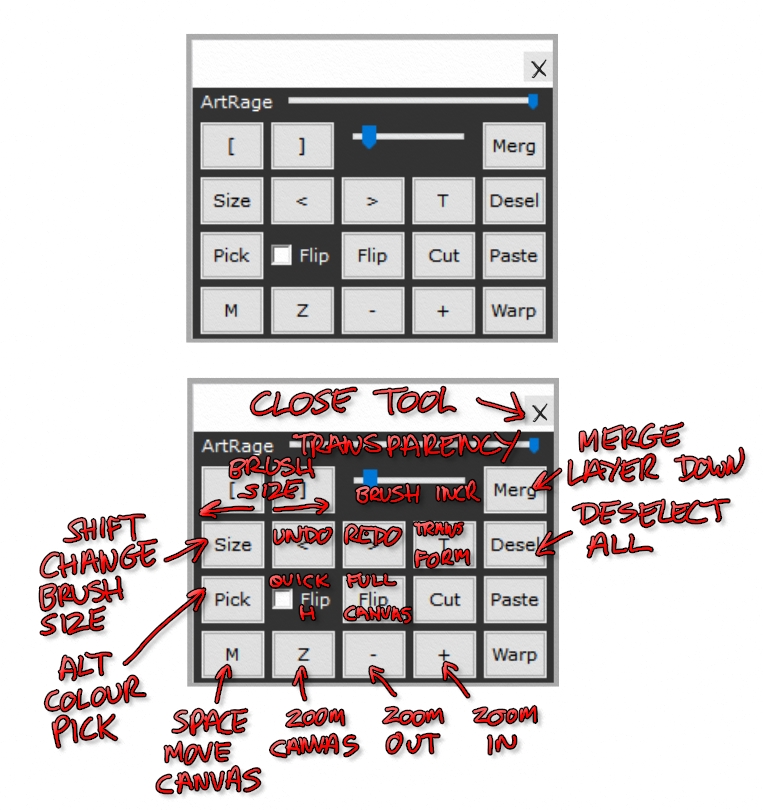 X
ArtRage
[ ] Merg
Size < > T Desel
Pick Flip Flip Cut Paste
M Z - + Warp
CLOSE TOOL X
ArtRage TRANSPARENCY
MERGE
LAYER DOWN
BRUSH
SIZE
[ ] BRUSH INCR Merg
DESELECT
ALL
SHIFT
CHANGE
BRUSH
SIZE
Size < > T Desel
UNDO REDO TRANS
FORM
Pick Flip Flip Cut Paste
QUICK
H
FULL
CANVAS
ALT
COLOUR
PICK
M Z - + Warp
SPACE
MOVE
CANVAS
ZOOM
CANVAS
ZOOM
OUT
ZOOM
IN